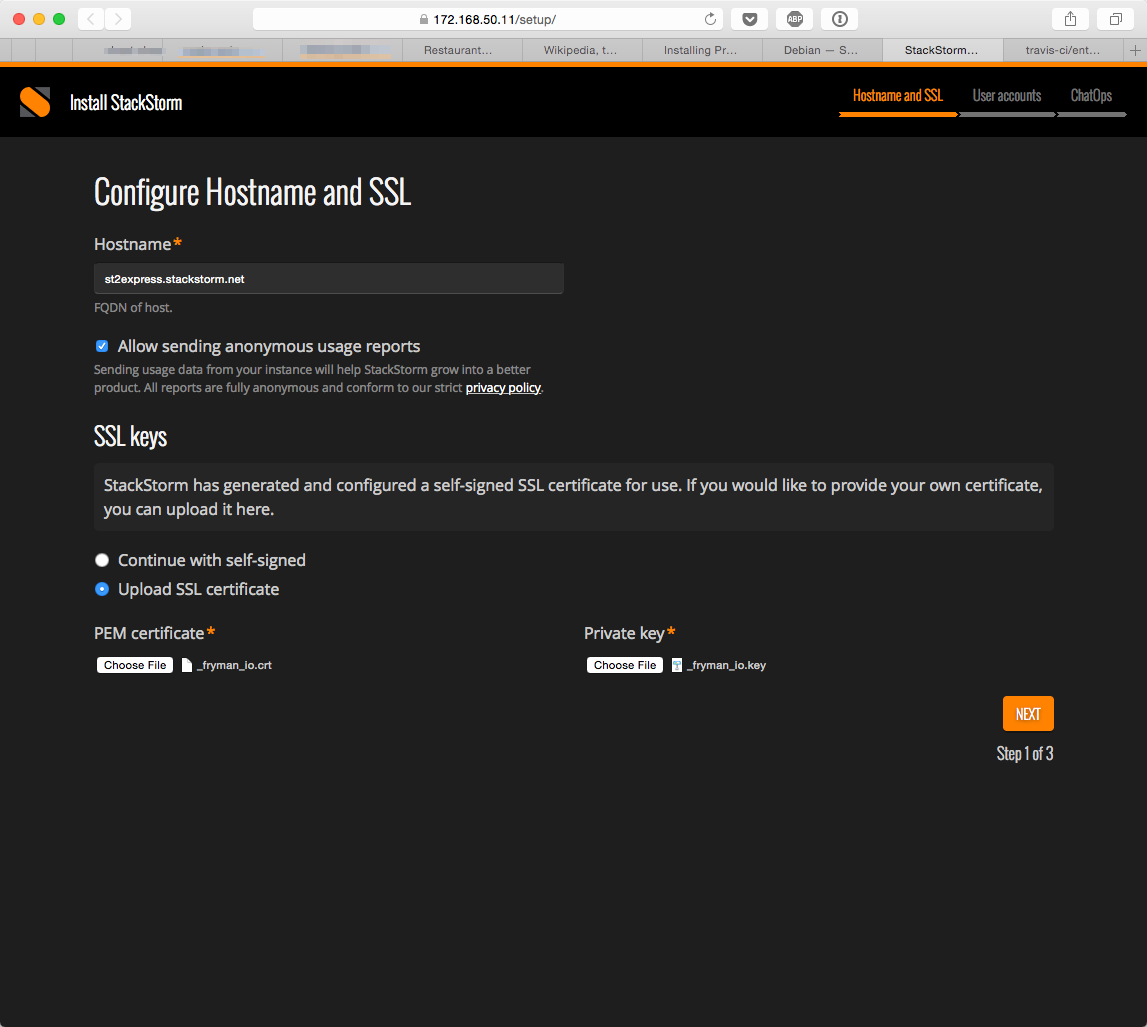 172.168.50.11/setup/
ABP
Restaurant...
Wikipedia, t...
Installing Pr...
Debian — S...
StackStorm...
travis-ci/ent...
Install StackStorm
Hostname and SSL
User accounts
ChatOps
Configure Hostname and SSL
Hostname*
st2express.stackstorm.net
FQDN of host.
Allow sending anonymous usage reports
Sending usage data from your instance will help StackStorm grow into a better
product. All reports are fully anonymous and conform to our strict privacy policy.
SSL keys
StackStorm has generated and configured a self-signed SSL certificate for use. If you would like to provide your own certificate,
you can upload it here.
Continue with self-signed
Upload SSL certificate
PEM certificate*
Private key*
Choose File _fryman_io.crt
Choose File _fryman_io.key
NEXT
Step 1 of 3